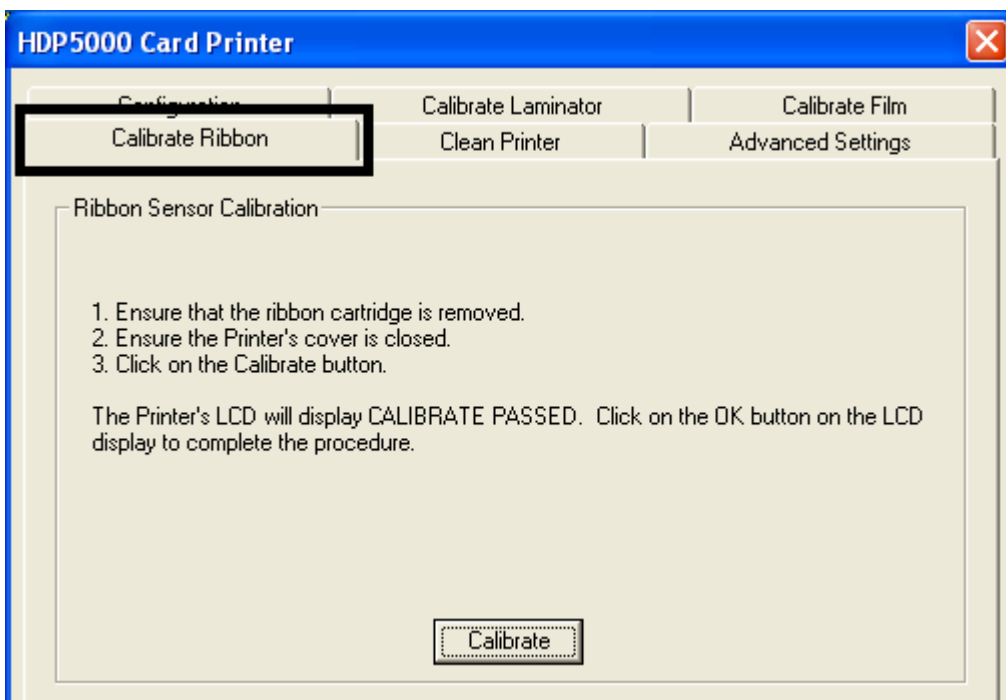 HDP5000 Card Printer
Configuration Calibrate Laminator Calibrate Film
Calibrate Ribbon Clean Printer Advanced Settings
Ribbon Sensor Calibration
1. Ensure that the ribbon cartridge is removed.
2. Ensure the Printer's cover is closed.
3. Click on the Calibrate button.
The Printer's LCD will display CALIBRATE PASSED. Click on the OK button on the LCD
display to complete the procedure.
Calibrate